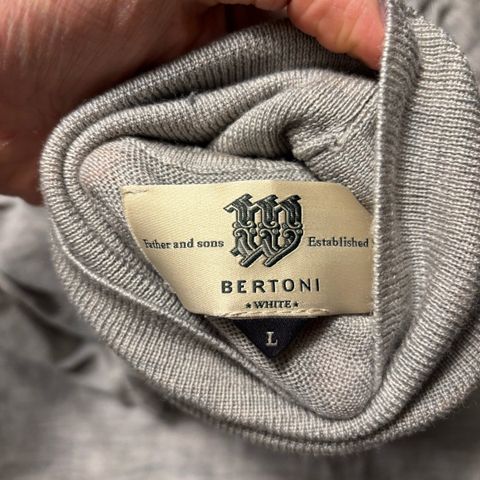 W
Father and sons Established
BERTONI
★ WHITE ★
L